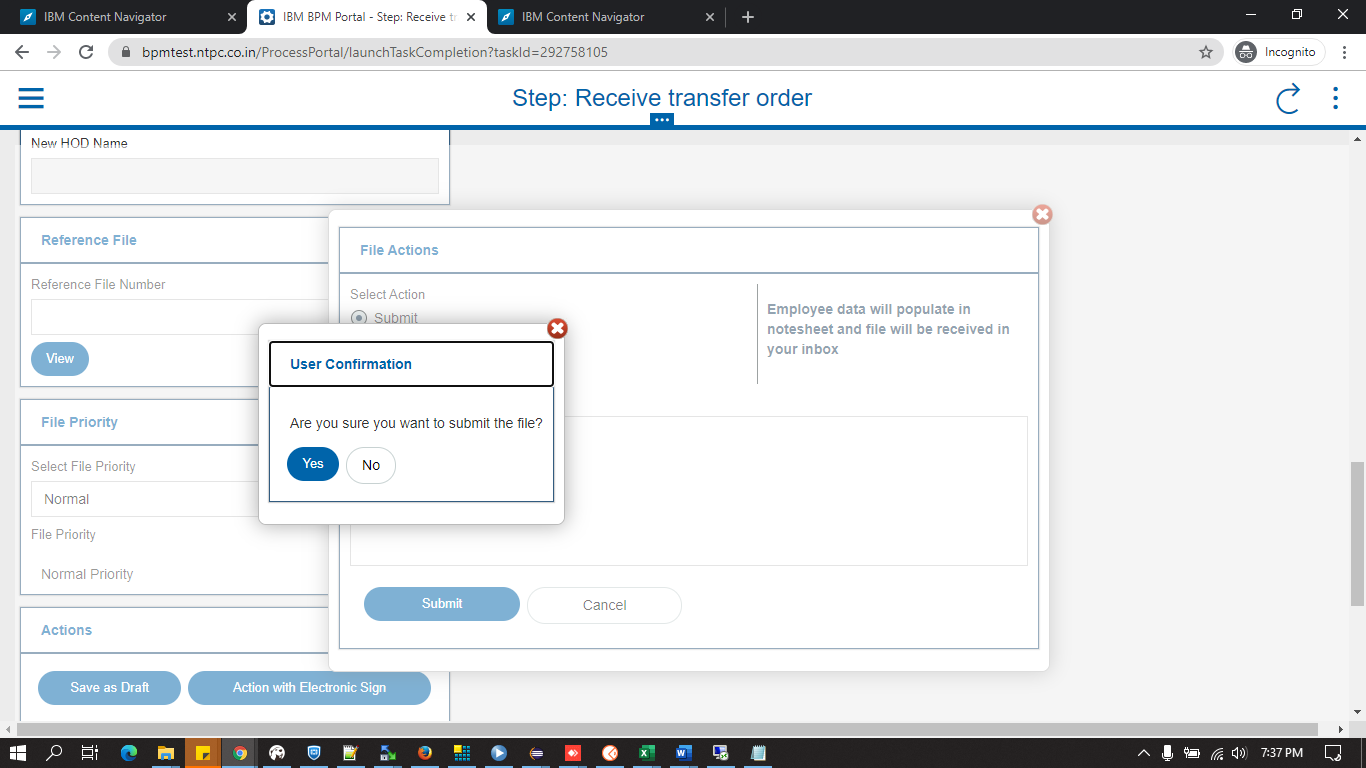 IBM Content Navigator
IBM BPM Portal - Step: Receive tr
IBM Content Navigator
bpmtest.ntpc.co.in/ProcessPortal/launchTaskCompletion?taskId=292758105
Incognito
Step: Receive transfer order
New HOD Name
Reference File
Reference File Number
View
File Priority
Select File Priority
Normal
File Priority
Normal Priority
Actions
Save as Draft
Action with Electronic Sign
File Actions
Select Action
Submit
Employee data will populate in
notesheet and file will be received in
your inbox
User Confirmation
Are you sure you want to submit the file?
Yes
No
Submit
Cancel
7:37 PM